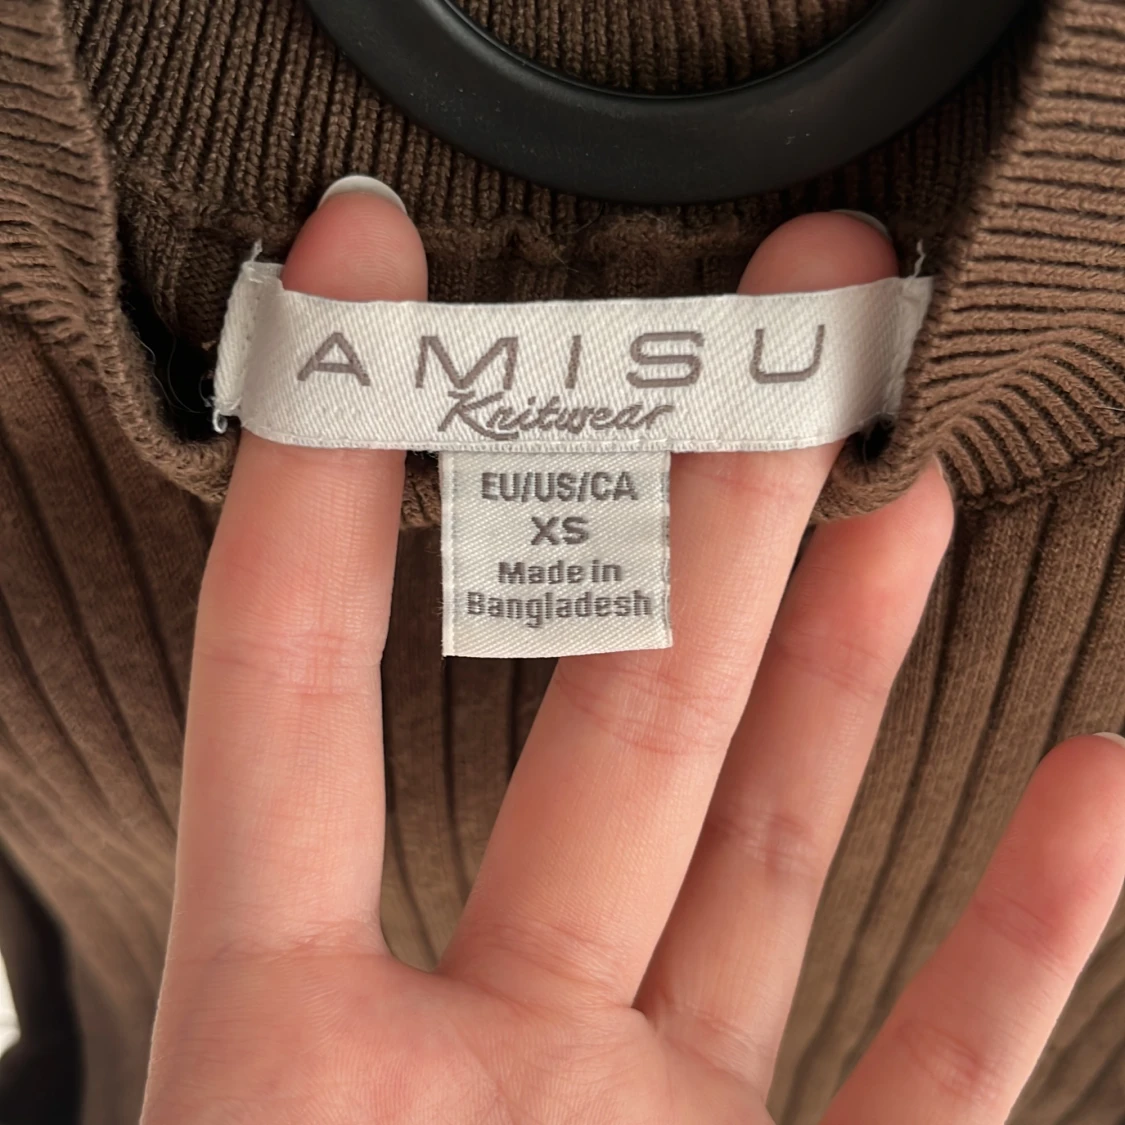 AMISU
Knitwear
EU/US/CA
XS
Made in
Bangladesh